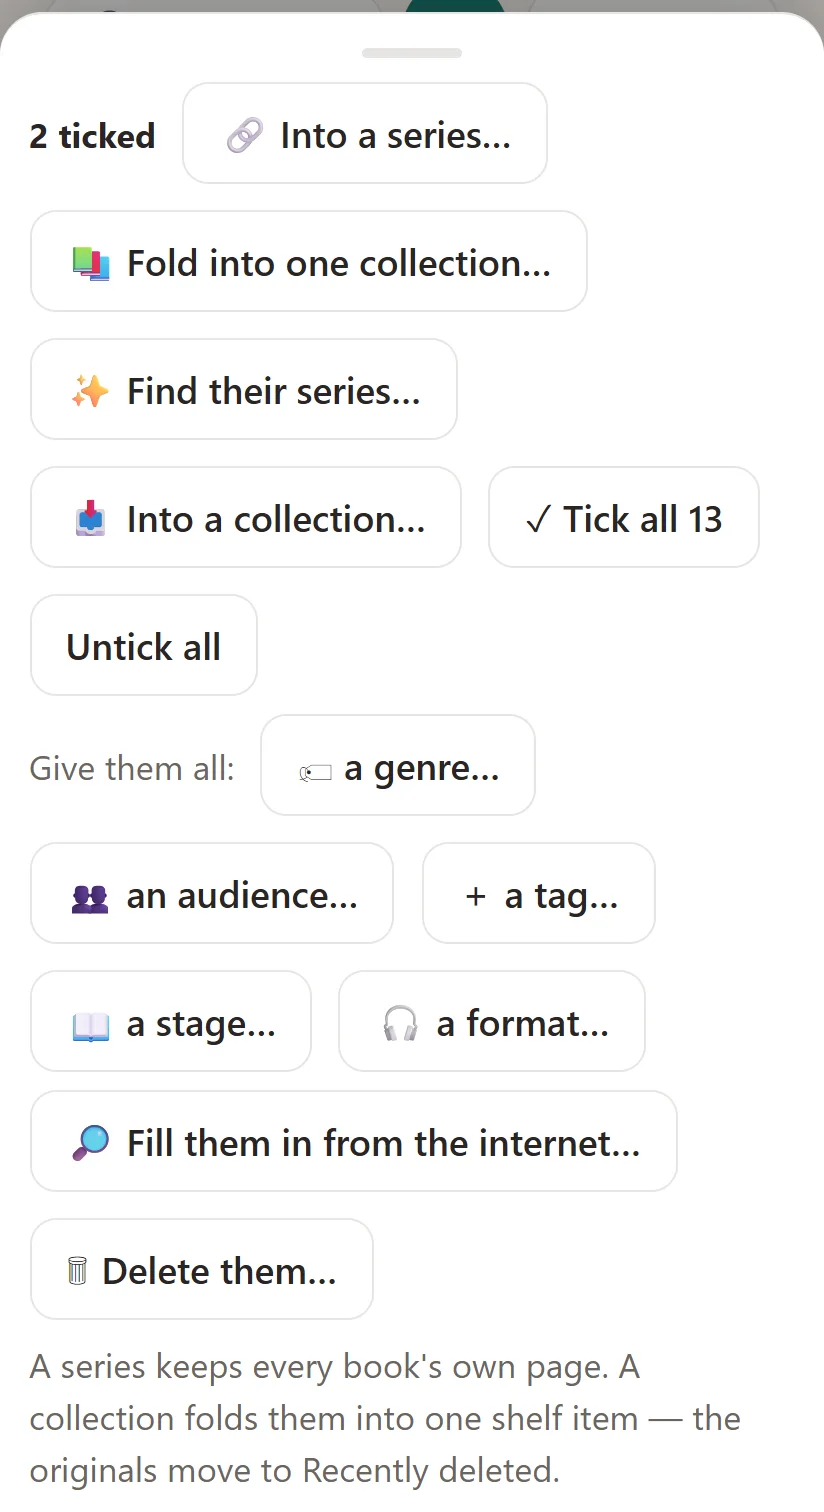 2 ticked Into a series...
Fold into one collection...
Find their series...
Into a collection... ✓ Tick all 13
Untick all
Give them all: a genre...
an audience... + a tag...
a stage... a format...
Fill them in from the internet...
Delete them...
A series keeps every book's own page. A
collection folds them into one shelf item — the
originals move to Recently deleted.